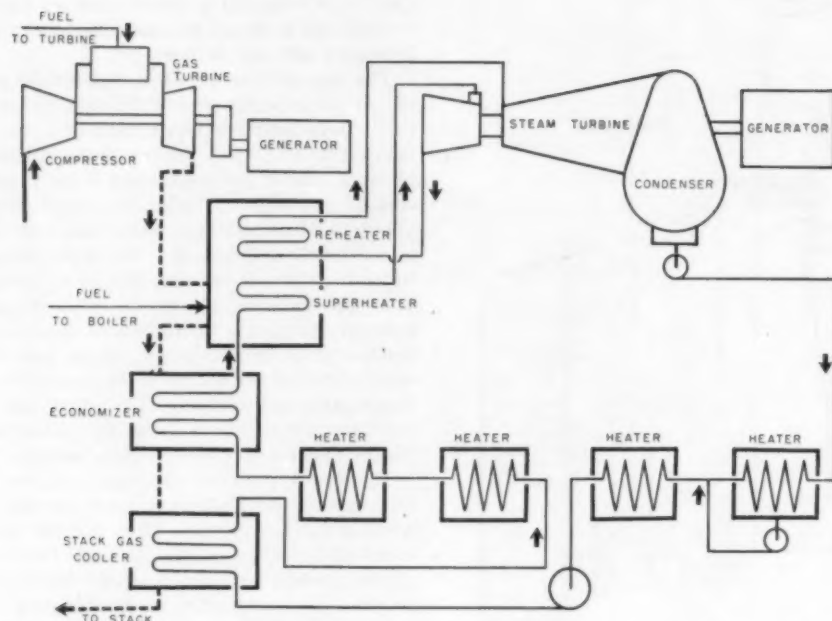 FUEL
TO TURBINE
GAS
TURBINE
COMPRESSOR
GENERATOR
STEAM TURBINE
CONDENSER
GENERATOR
REHEATER
SUPERHEATER
FUEL
TO BOILER
ECONOMIZER
HEATER
HEATER
HEATER
HEATER
STACK GAS
COOLER
TO STACK